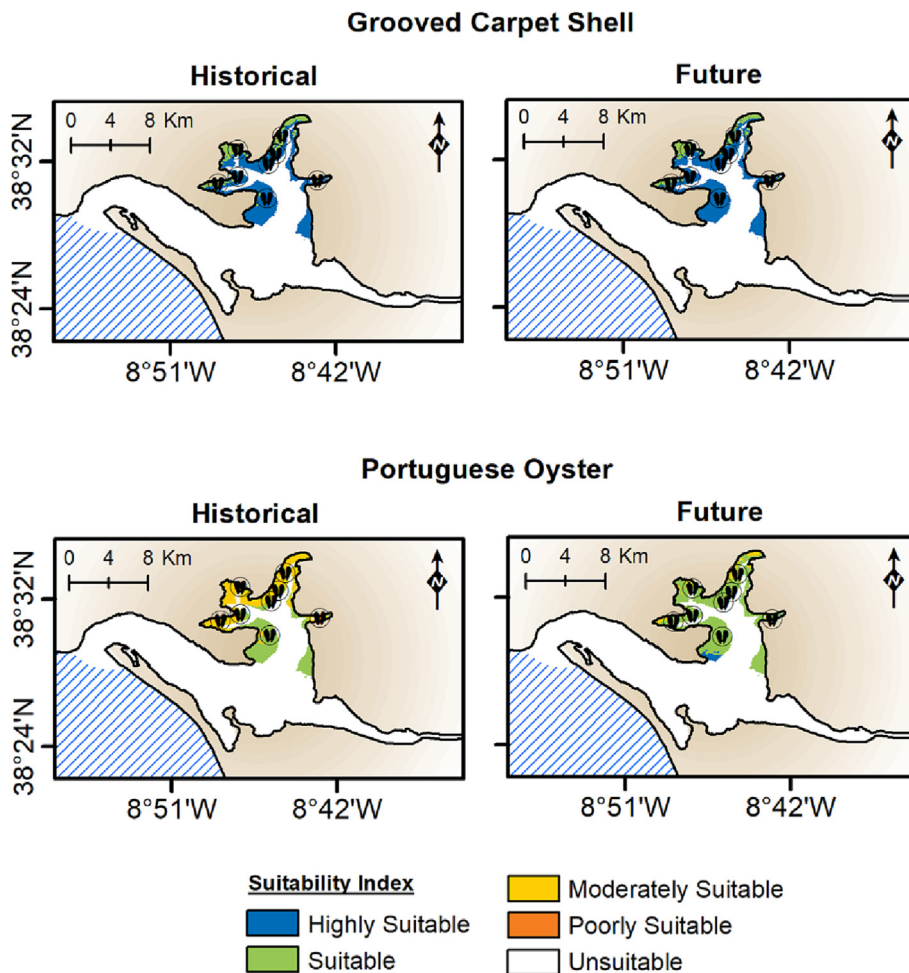 Grooved Carpet Shell
Historical
Future
0 4 8 Km
N
38°32'N
38°24'N
8°51'W
8°42'W
0 4 8 Km
N
8°51'W
8°42'W
Portuguese Oyster
Historical
Future
0 4 8 Km
N
38°32'N
38°24'N
8°51'W
8°42'W
0 4 8 Km
N
8°51'W
8°42'W
Suitability Index
Highly Suitable
Suitable
Moderately Suitable
Poorly Suitable
Unsuitable